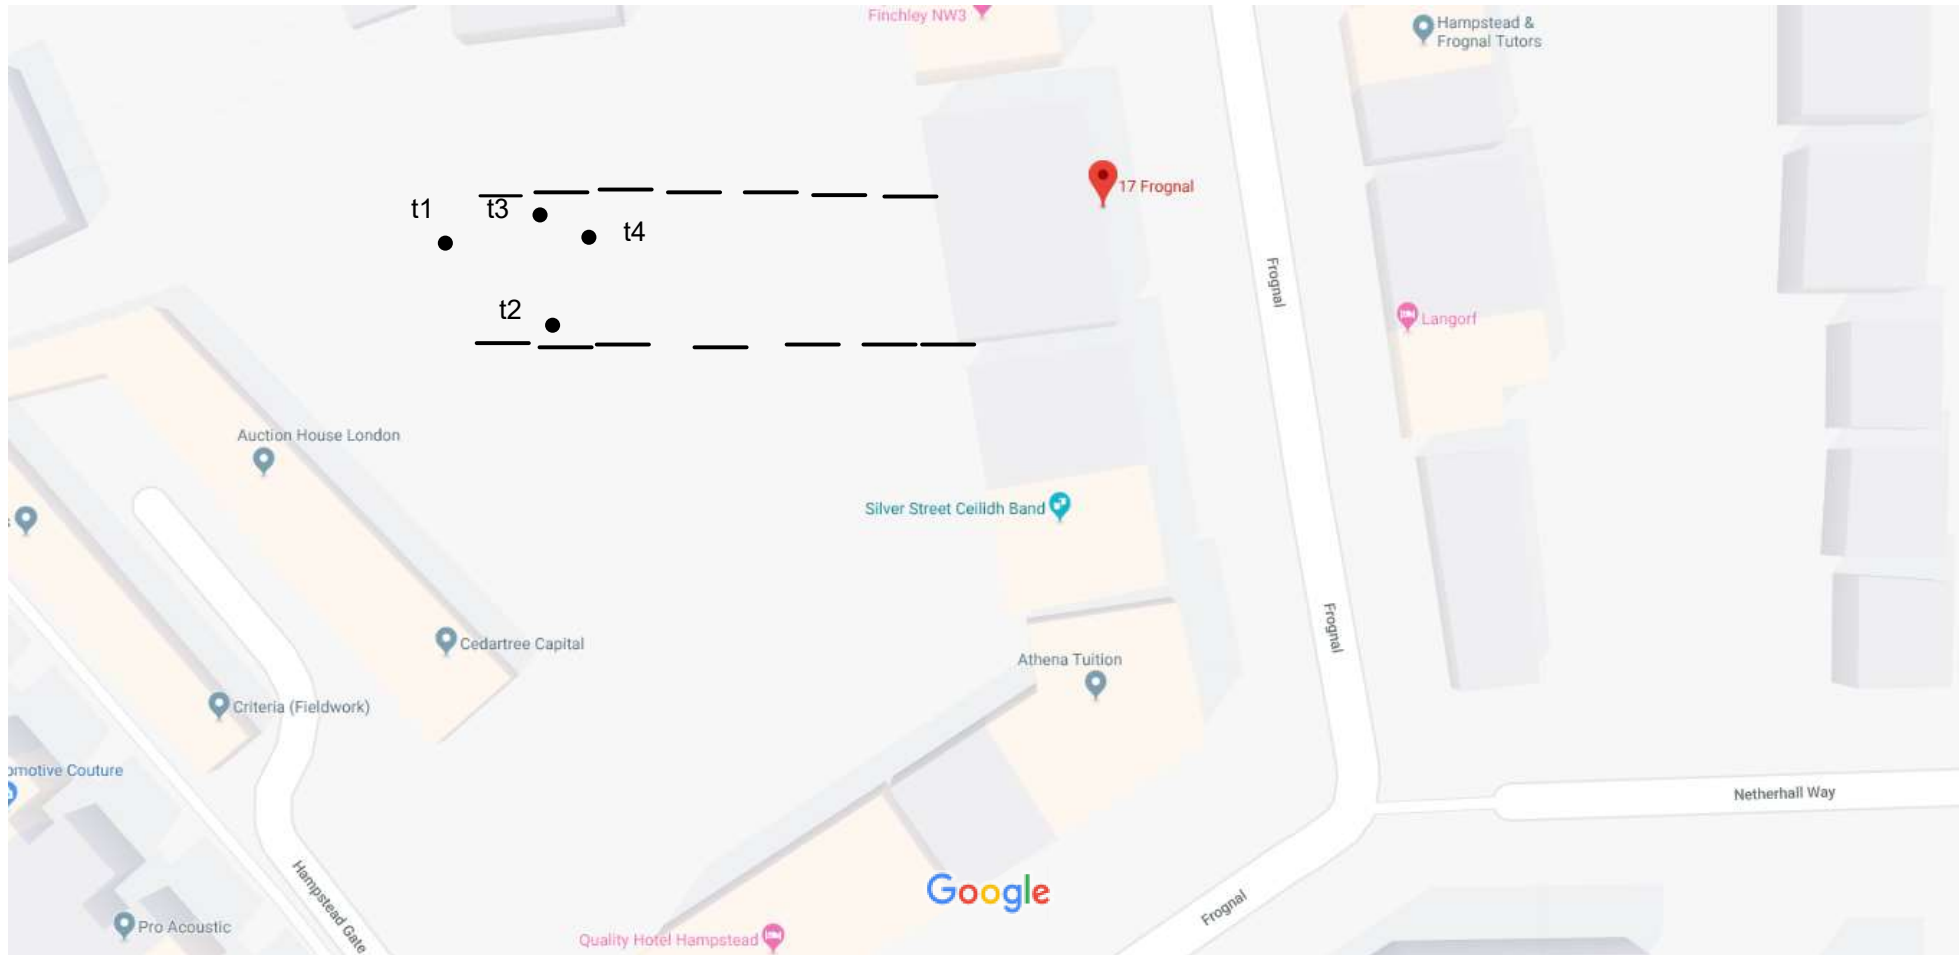 Finchley NW3
Hampstead &
Frognal Tutors
17 Frognal
t1
t3
t4
t2
Frognal
Langorf
Auction House London
Silver Street Ceilidh Band
Frognal
Cedartree Capital
Athena Tuition
Criteria (Fieldwork)
omotive Couture
Netherhall Way
Hampstead Gate
Google
Frognal
Pro Acoustic
Quality Hotel Hampstead